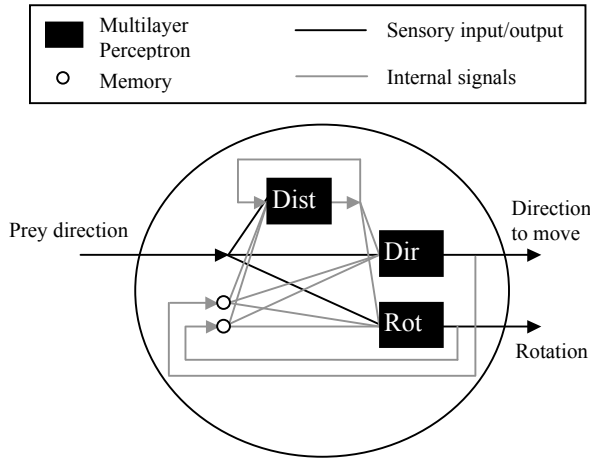 Multilayer
Perceptron
Sensory input/output
Memory
Internal signals
Dist
Prey direction
Direction
to move
Dir
Rot
Rotation